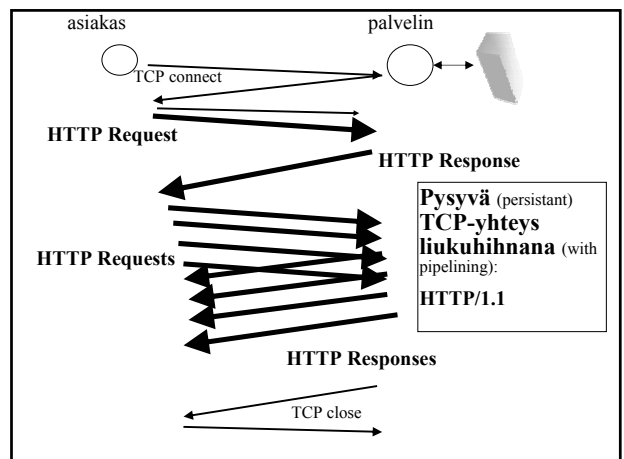 asiakas
palvelin
TCP connect
HTTP Request
HTTP Response
Pysyvä (persistant)
TCP-yhteys
liukuhihnana (with
pipelining):
HTTP/1.1
HTTP Requests
HTTP Responses
TCP close